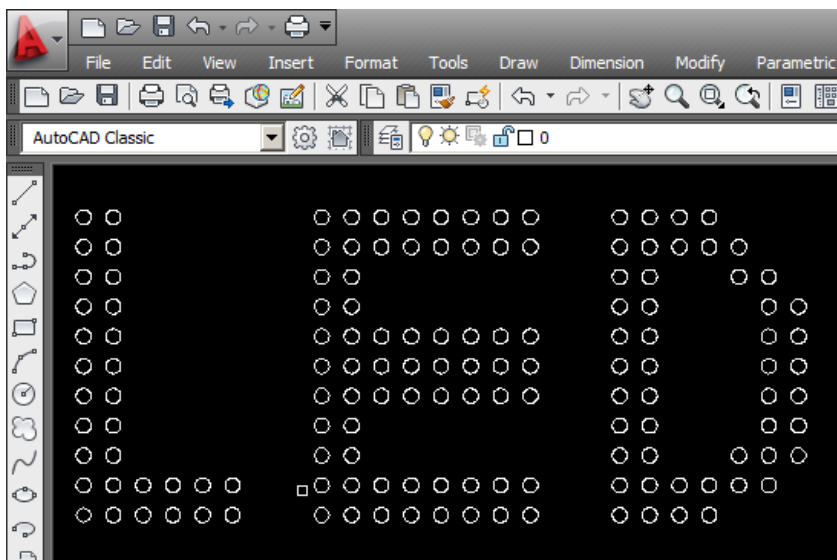 File Edit View Insert Format Tools Draw Dimension Modify Parametric
AutoCAD Classic 0
LED